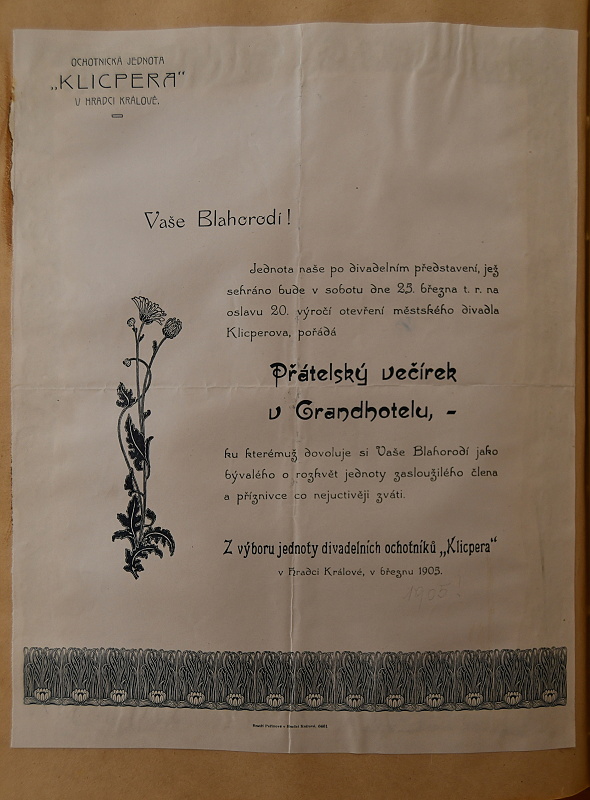 OCHOTNICKÁ JEDNOTA
„KLICPERA“
V HRADCI KRÁLOVÉ.
Vaše Blahorodí!
Jednota naše po divadelním představení, jež
sehráno bude v sobotu dne 25. března t. r. na
oslavu 20. výročí otevření městského divadla
Klicperova, pořádá
Přátelský večírek
v Grandhotelu, -
ku kterémuž dovoluje si Vaše Blahorodí jako
bývalého o rozkvět jednoty zasloužilého člena
a příznivce co nejuctivěji zváti.
Z výboru jednoty divadelních ochotníků „Klicpera“
v Hradci Králové, v březnu 1905.
1905.